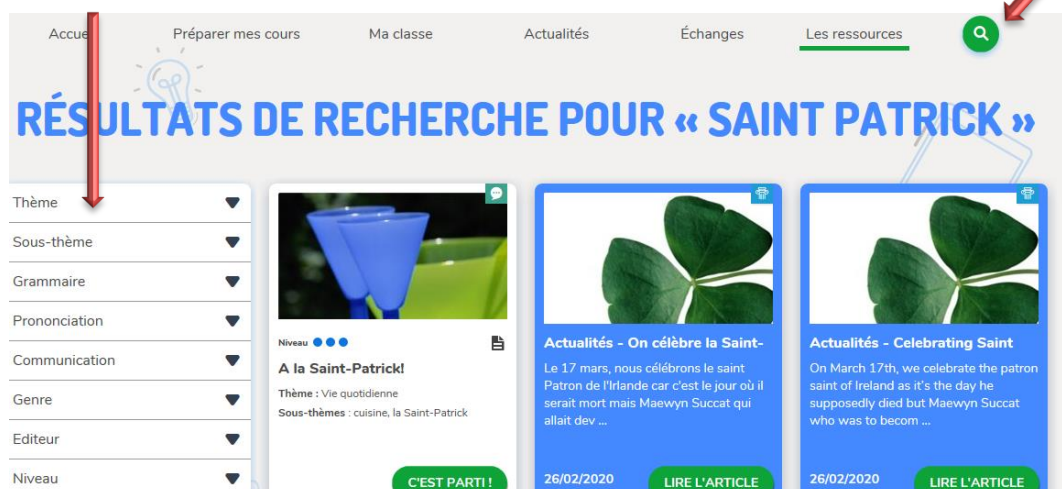 Accue
Préparer mes cours
Ma classe
Actualités
Échanges
Les ressources
RÉSULTATS DE RECHERCHE POUR « SAINT PATRICK »
Thème
Sous-thème
Grammaire
Prononciation
Communication
Genre
Editeur
Niveau
Niveau
A la Saint-Patrick!
Thème : Vie quotidienne
Sous-thèmes : cuisine, la Saint-Patrick
C'EST PARTI !
Actualités - On célèbre la Saint-
Le 17 mars, nous célébrons le saint
Patron de l'Irlande car c'est le jour où il
serait mort mais Maewyn Succat qui
allait dev ...
26/02/2020
LIRE L'ARTICLE
Actualités - Celebrating Saint
On March 17th, we celebrate the patron
saint of Ireland as it's the day he
supposedly died but Maewyn Succat
who was to becom ...
26/02/2020
LIRE L'ARTICLE